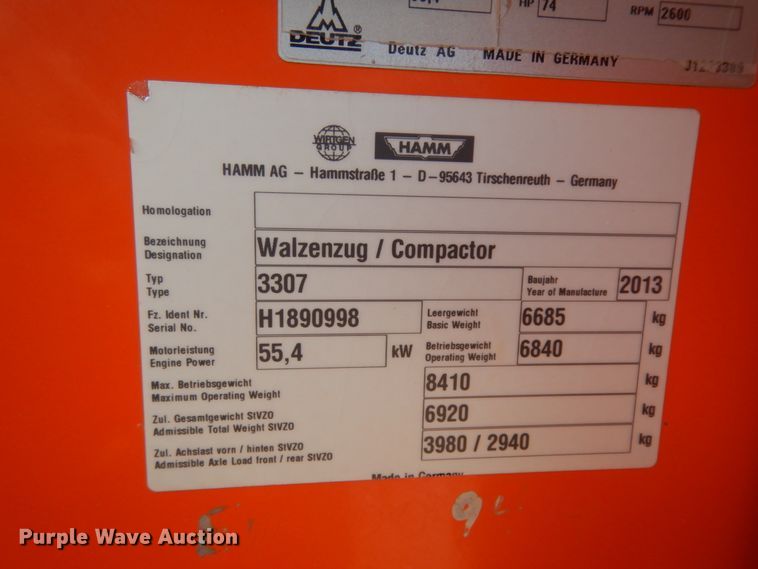 HP 74
RPM 2600
DEUTZ ®
Deutz AG MADE IN GERMANY
WIRTGEN GROUP
HAMM
HAMM AG – Hammstraße 1 – D–95643 Tirschenreuth – Germany
Homologation
Bezeichnung
Designation
Walzenzug / Compactor
Typ
Type
3307
Baujahr
Year of Manufacture
2013
Fz. Ident Nr.
Serial No.
H1890998
Leergewicht
Basic Weight
6685 kg
Motorleistung
Engine Power
55,4 kW
Betriebsgewicht
Operating Weight
6840 kg
Max. Betriebsgewicht
Maximum Operating Weight
8410 kg
Zul. Gesamtgewicht StVZO
Admissible Total Weight StVZO
6920 kg
Zul. Achslast vorn / hinten StVZO
Admissible Axle Load front / rear StVZO
3980 / 2940 kg
Made in Germany
Purple Wave Auction